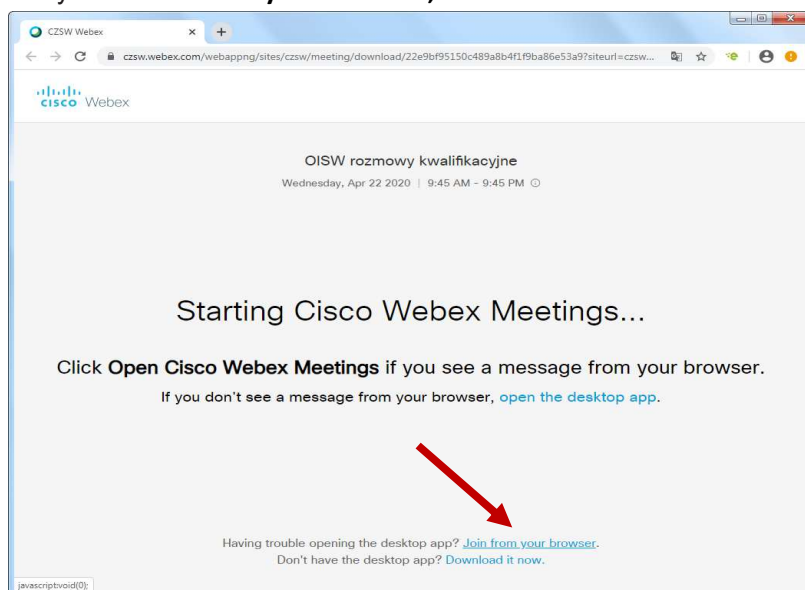 CZSW Webex
czsw.webex.com/webappng/sites/czsw/meeting/download/22e9bf95150c489a8b4f1f9ba86e53a9?siteurl=czsw...
CISCO Webex
OISW rozmowy kwalifikacyjne
Wednesday, Apr 22 2020 | 9:45 AM - 9:45 PM
Starting Cisco Webex Meetings...
Click Open Cisco Webex Meetings if you see a message from your browser.
If you don't see a message from your browser, open the desktop app.
Having trouble opening the desktop app? Join from your browser.
Don't have the desktop app? Download it now.
javascript:void(0);